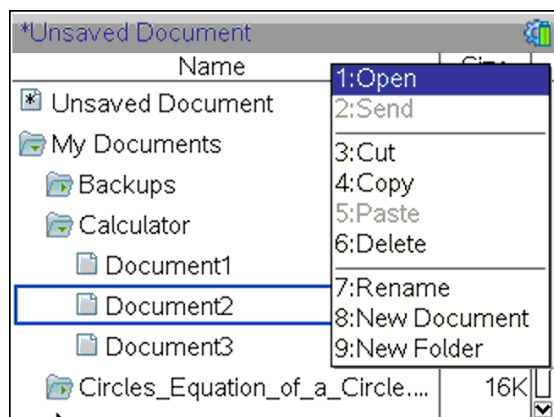 *Unsaved Document
Name
Unsaved Document
My Documents
Backups
Calculator
Document1
Document2
Document3
Circles_Equation_of_a_Circle....
16K
1:Open
2:Send
3:Cut
4:Copy
5:Paste
6:Delete
7:Rename
8:New Document
9:New Folder